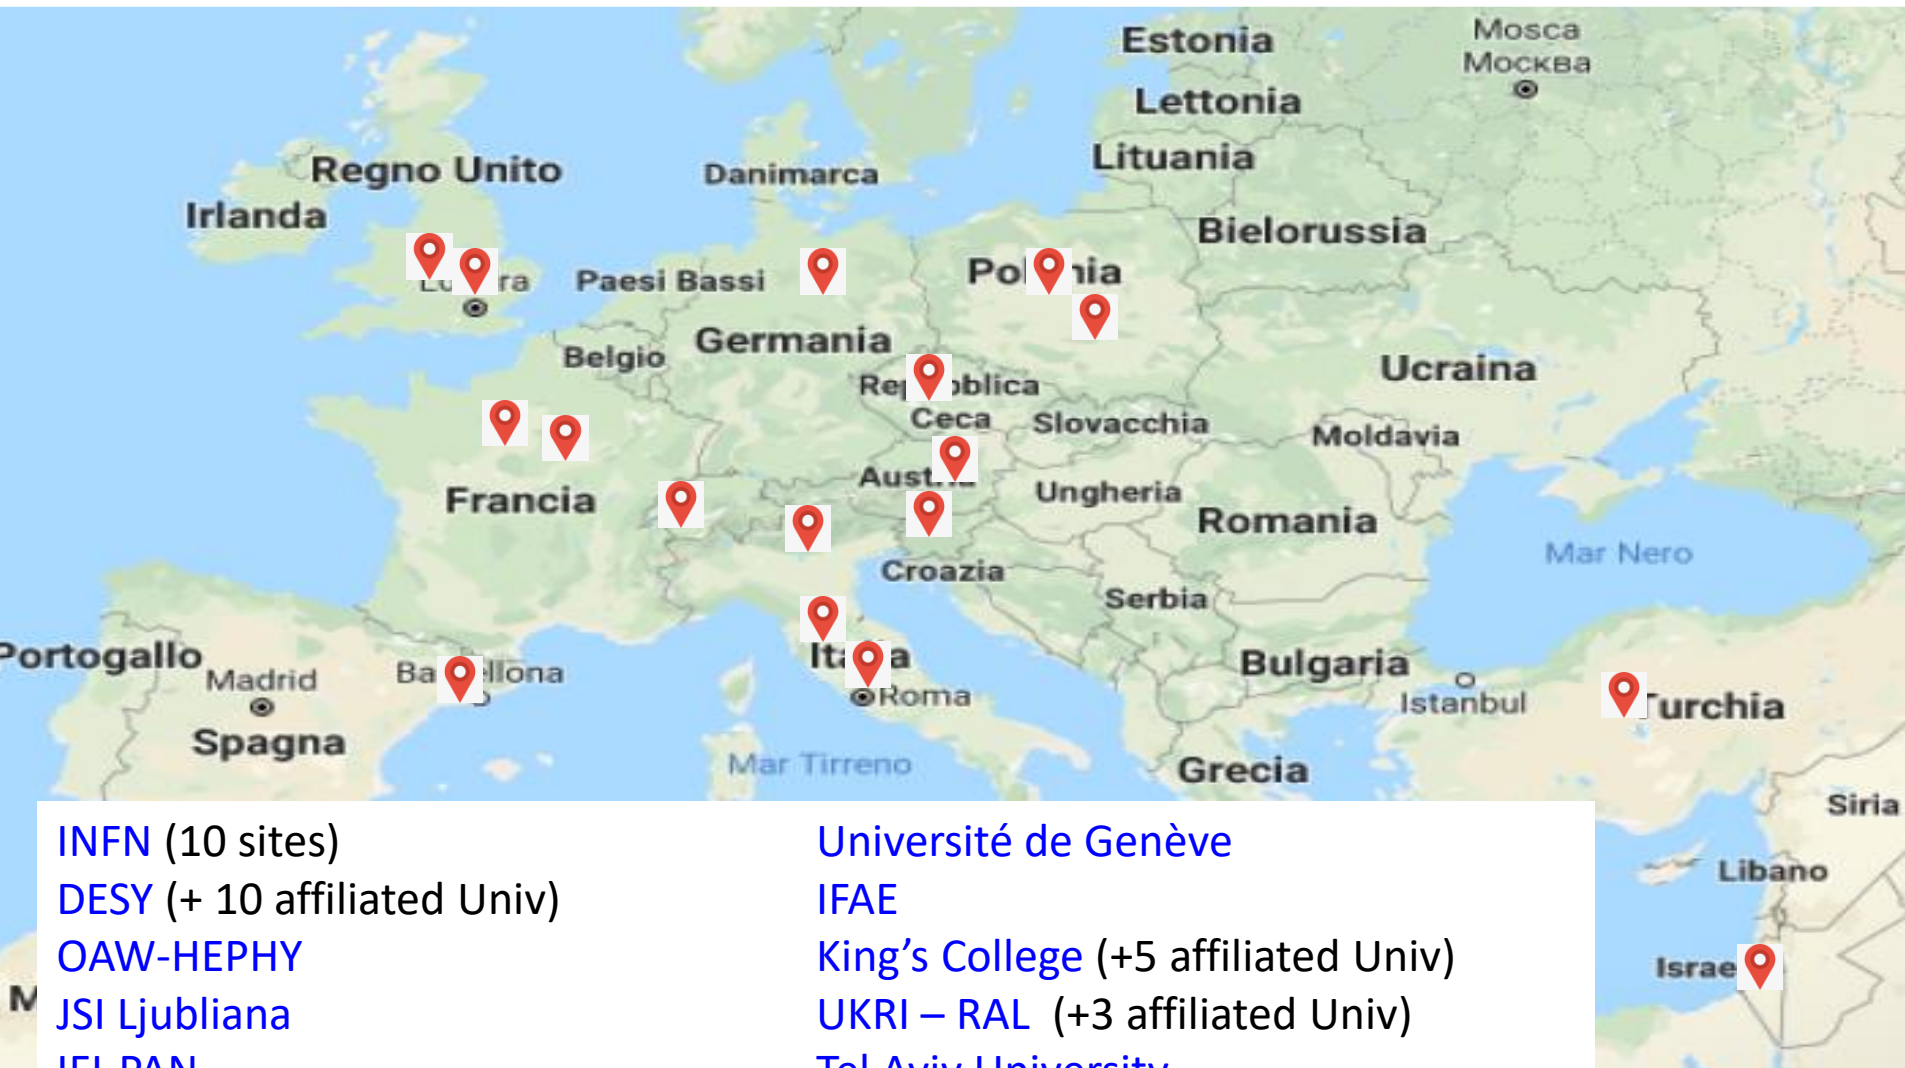 Estonia
Mosca
Москва
Lettonia
Regno Unito
Danimarca
Lituania
Irlanda
Bielorussia
Paesi Bassi
Germania
Belgio
Ucraina
Ceca
Slovacchia
Moldavia
Francia
Ungheria
Romania
Mar Nero
Croazia
Serbia
Portogallo
Madrid
Bulgaria
Roma
Istanbul
Spagna
Mar Tirreno
Grecia
Siria
Libano
INFN (10 sites)
DESY (+ 10 affiliated Univ)
OAW-HEPHY
JSI Ljubliana
Université de Genève
IFAE
King’s College (+5 affiliated Univ)
UKRI – RAL (+3 affiliated Univ)
Tel Aviv University